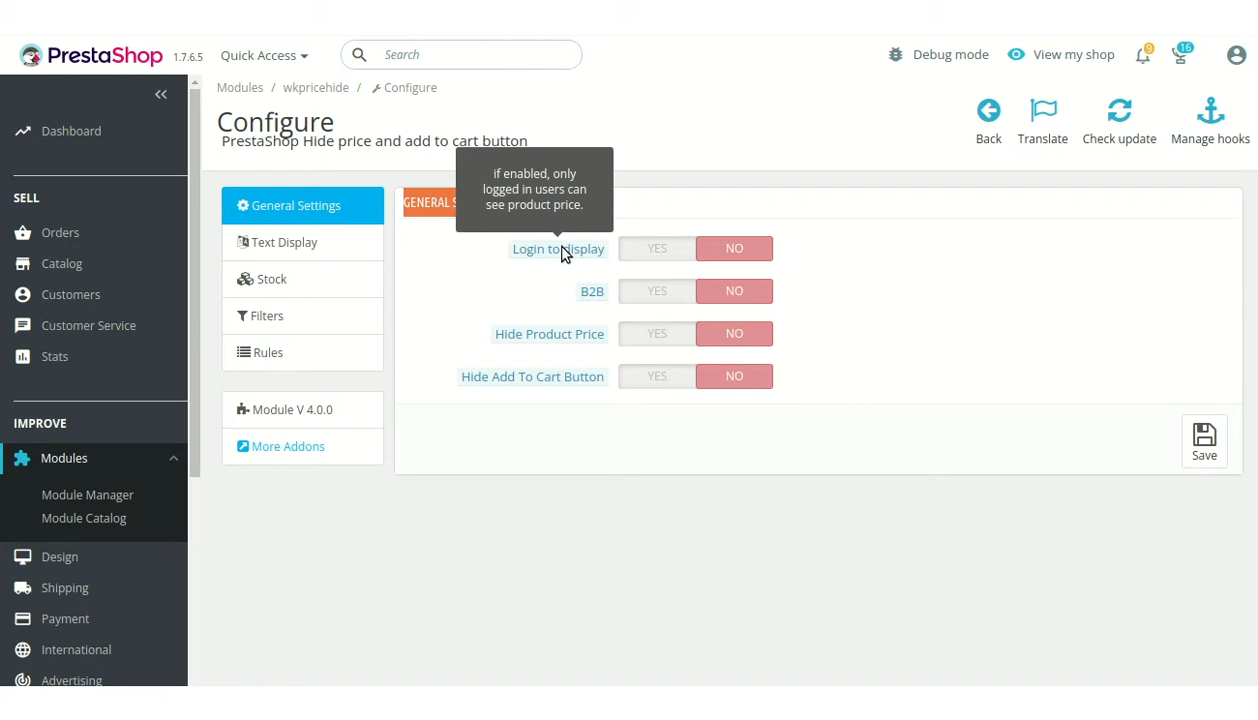 PrestaShop 1.7.6.5 Quick Access Search Debug mode View my shop 9 16
Modules / wkpricehide / Configure
Configure
PrestaShop Hide price and add to cart button
Back Translate Check update Manage hooks
Dashboard
SELL
Orders
Catalog
Customers
Customer Service
Stats
IMPROVE
Modules
Module Manager
Module Catalog
Design
Shipping
Payment
International
Advertising
General Settings
Text Display
Stock
Filters
Rules
Module V 4.0.0
More Addons
GENERAL S
if enabled, only
logged in users can
see product price.
Login to display YES NO
B2B YES NO
Hide Product Price YES NO
Hide Add To Cart Button YES NO
Save